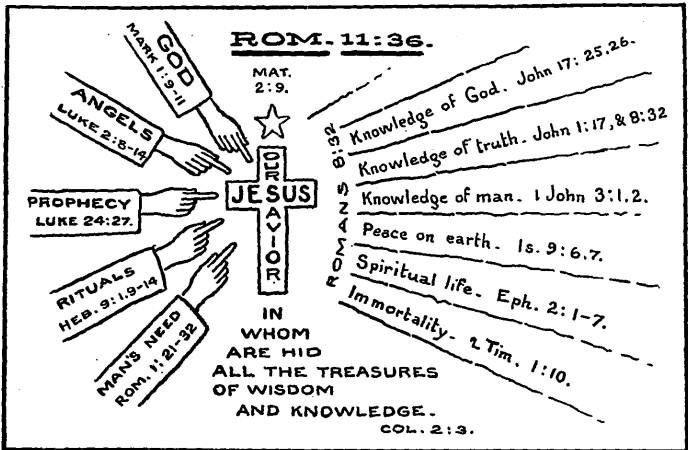 ROM. 11:36.
MAT.
2:9.
GOD
MARK 1:9-11
ANGELS
LUKE 2:8-14
PROPHECY
LUKE 24:27.
RITUALS
HEB. 9:1.9-14
MAN'S NEED
ROM. 1:21-32
OUR
JESUS
SAVIOR
IN
WHOM
ARE HID
ALL THE TREASURES
OF WISDOM
AND KNOWLEDGE.
COL. 2:3.
ROMANS 8:32
Knowledge of God. John 17: 25,26.
Knowledge of truth. John 1:17, & 8:32
Knowledge of man. 1 John 3:1.2.
Peace on earth. Is. 9:6.7.
Spiritual life. Eph. 2:1-7.
Immortality. 2 Tim. 1:10.